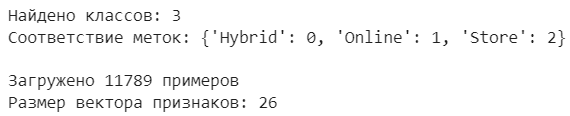 Найдено классов: 3
Соответствие меток: {'Hybrid': 0, 'Online': 1, 'Store': 2}
Загружено 11789 примеров
Размер вектора признаков: 26